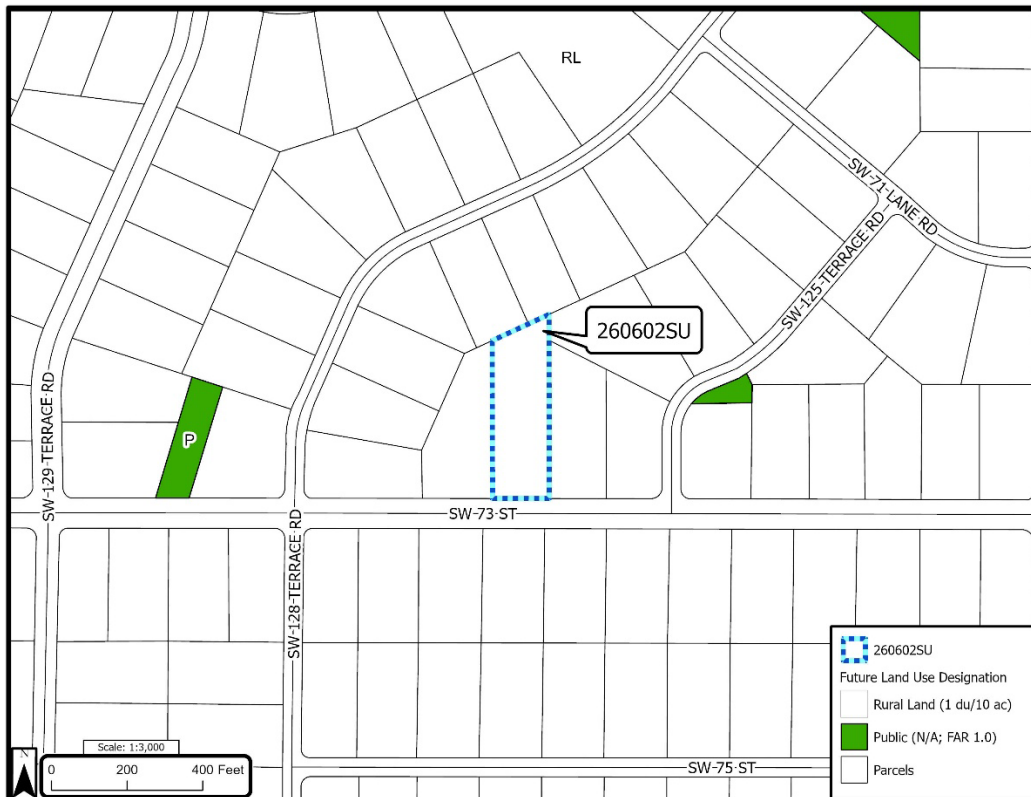 RL
SW 71 LANE RD
SW 125 TERRACE RD
260602SU
SW 129 TERRACE RD
P
SW 73 ST
SW 128 TERRACE RD
SW 75 ST
N
Scale: 1:3,000
0 200 400 Feet
260602SU
Future Land Use Designation
Rural Land (1 du/10 ac)
Public (N/A; FAR 1.0)
Parcels